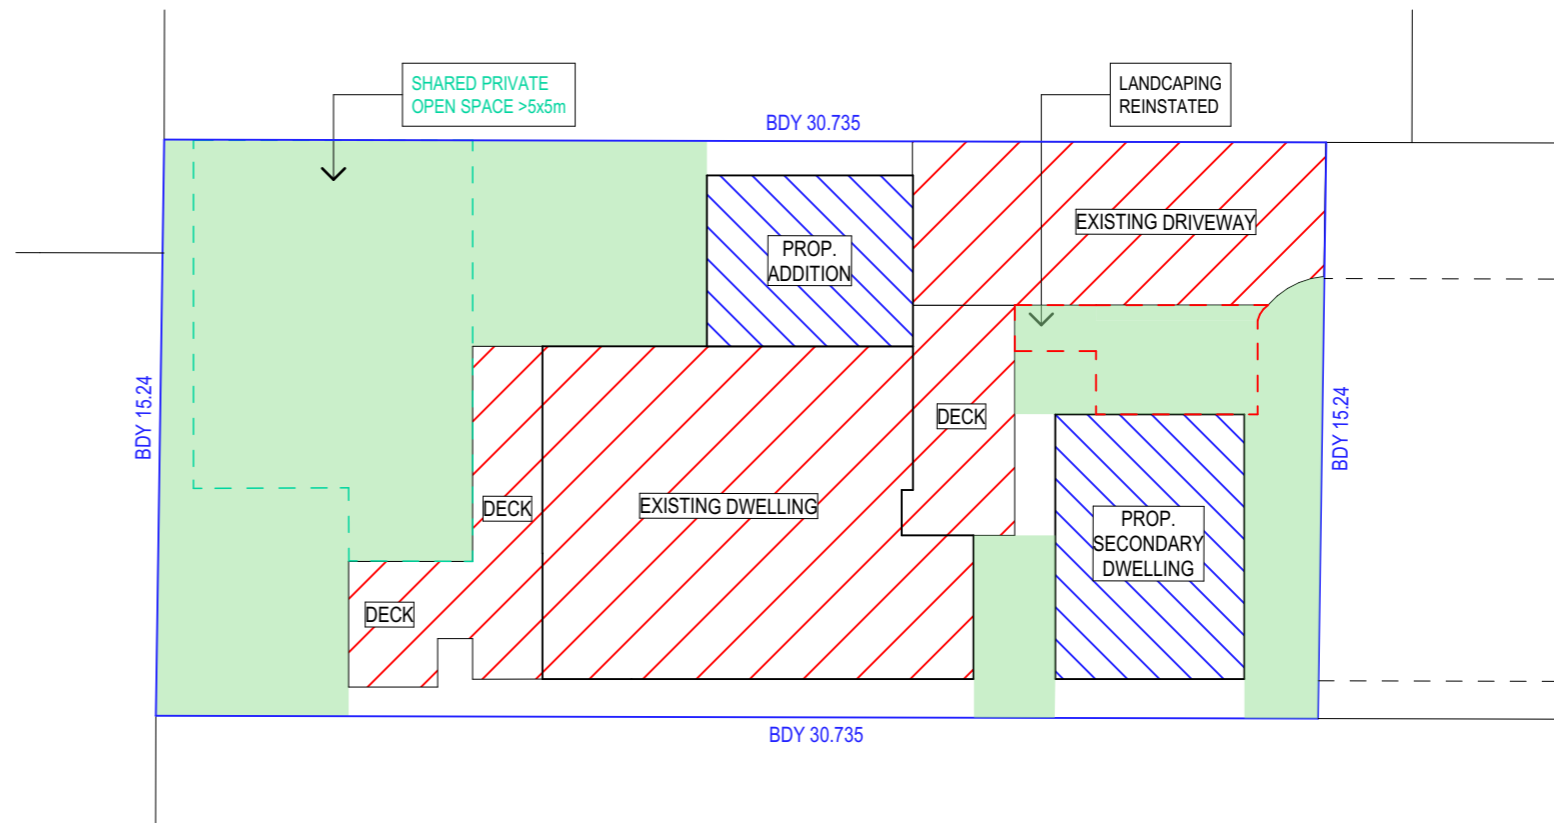 SHARED PRIVATE
OPEN SPACE >5x5m
LANDCAPING
REINSTATED
BDY 30.735
EXISTING DRIVEWAY
PROP.
ADDITION
BDY 15.24
DECK
BDY 15.24
DECK
EXISTING DWELLING
PROP.
SECONDARY
DWELLING
DECK
BDY 30.735